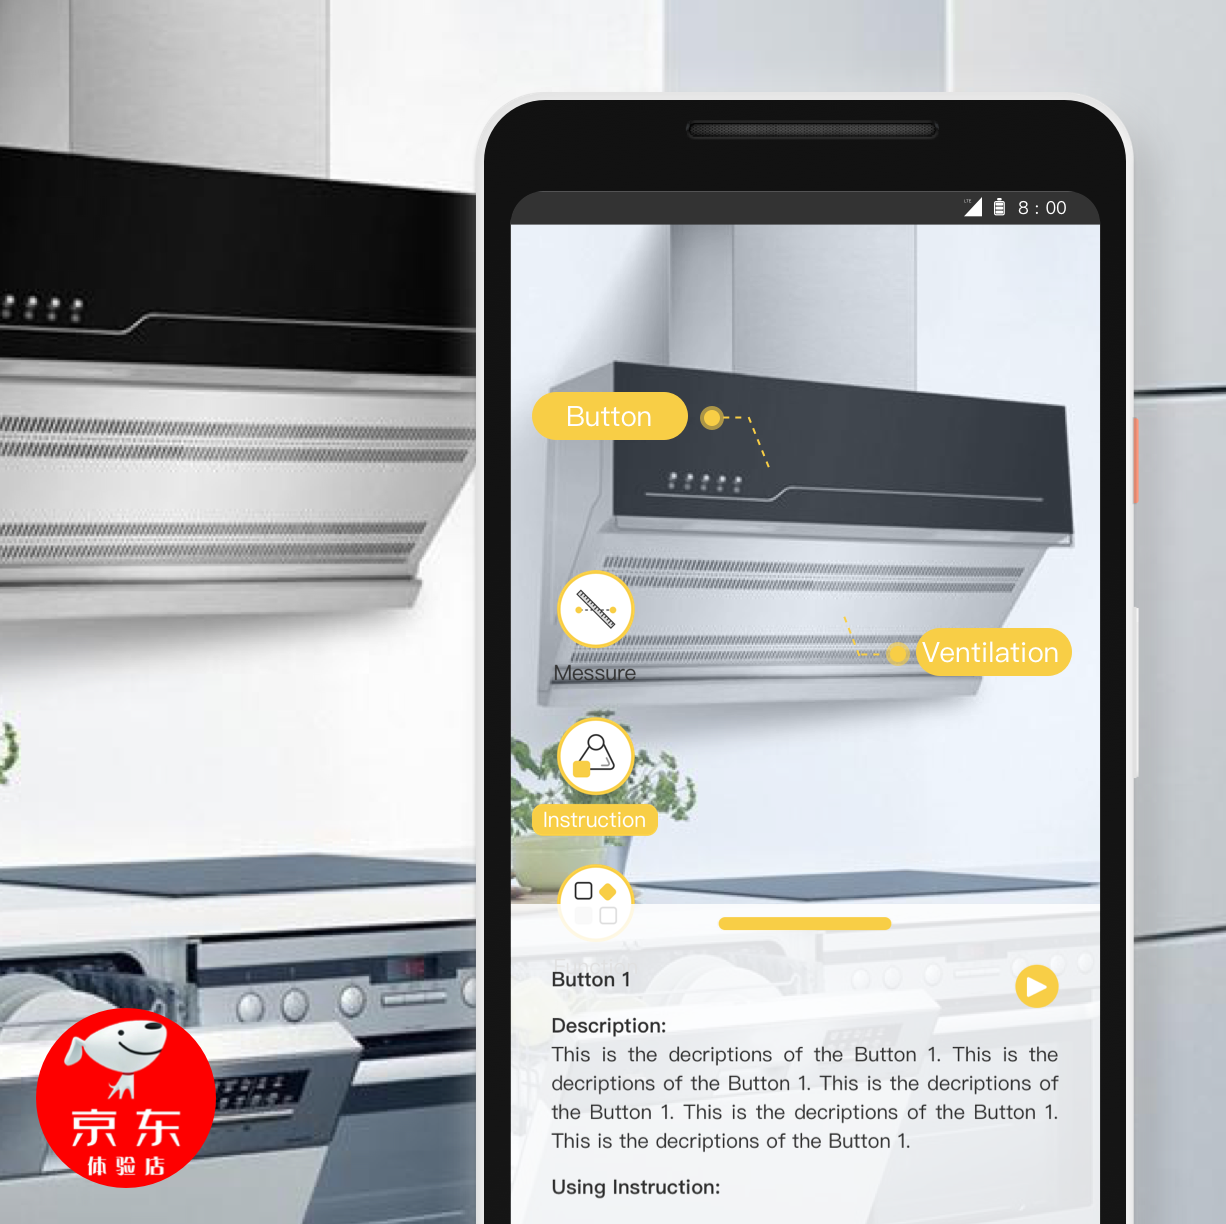 8 : 00
Button
Ventilation
Messure
Instruction
Button 1
Description:
This is the decriptions of the Button 1. This is the
decriptions of the Button 1. This is the decriptions of
the Button 1. This is the decriptions of the Button 1.
This is the decriptions of the Button 1.
Using Instruction:
京东
体验店